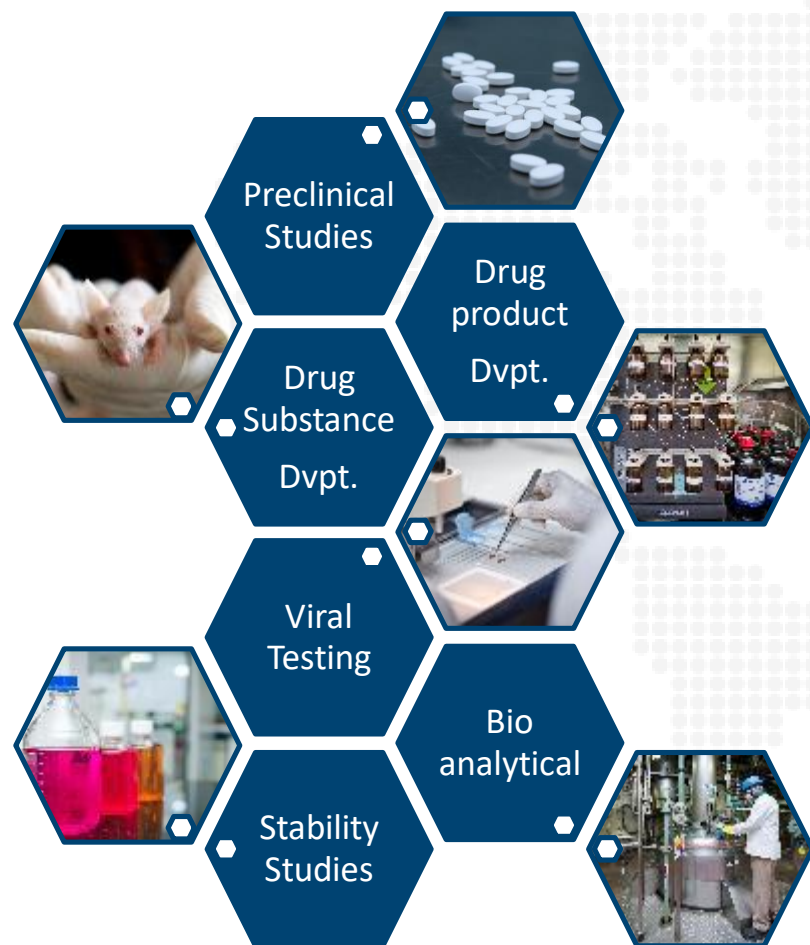 Preclinical
Studies
Drug
product
Dvpt.
Drug
Substance
Dvpt.
Viral
Testing
Bio
analytical
Stability
Studies